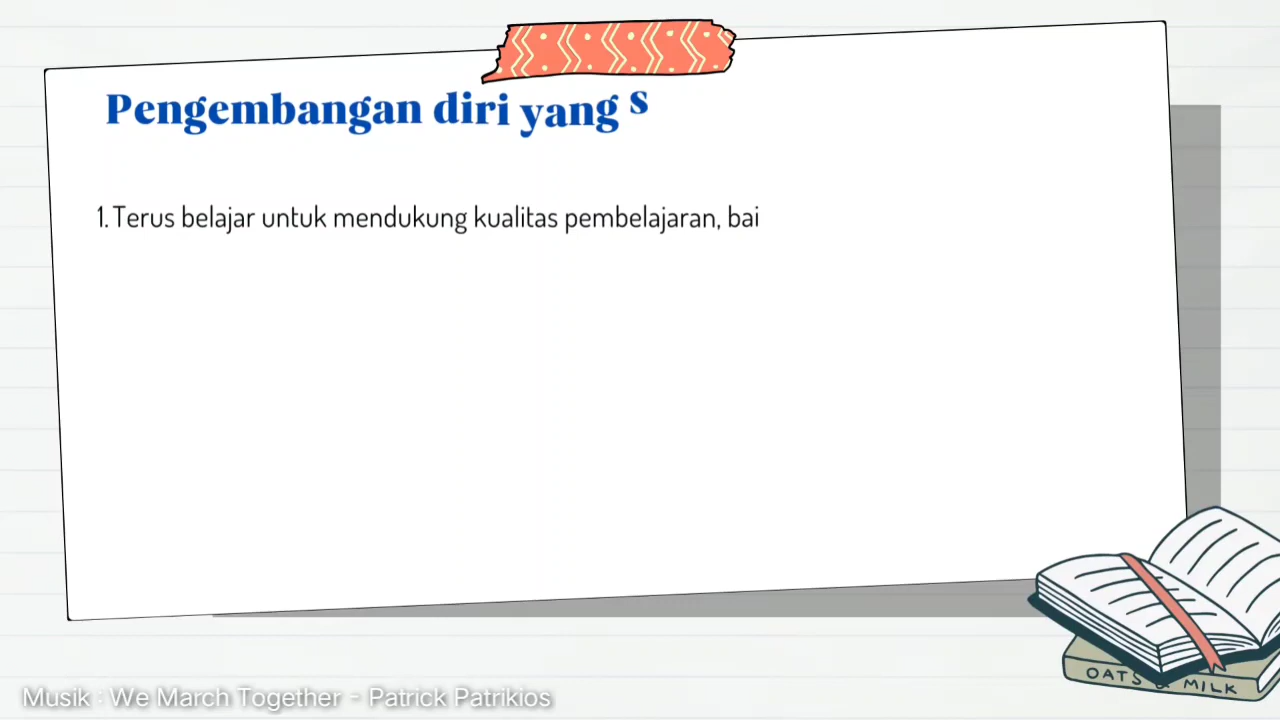 Pengembangan diri yang s
1. Terus belajar untuk mendukung kualitas pembelajaran, bai
OATS & MILK
Musik : We March Together - Patrick Patrikios